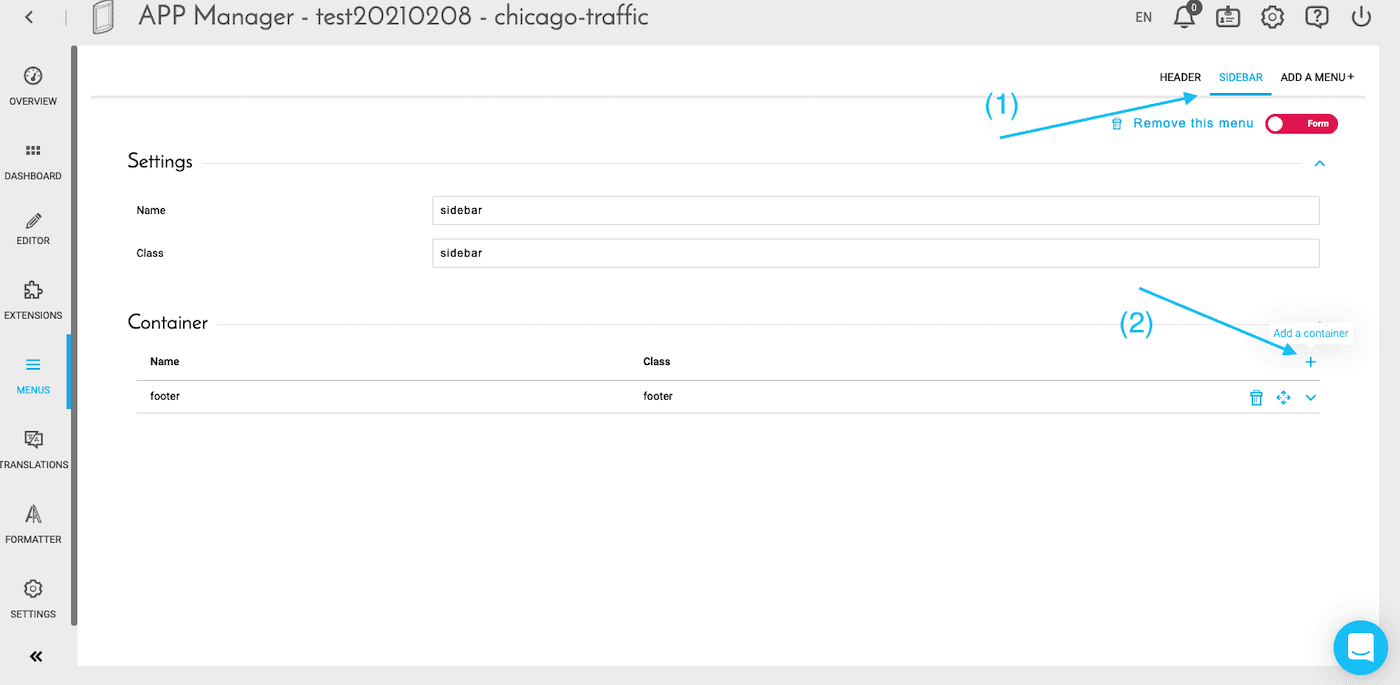 APP Manager - test20210208 - chicago-traffic
EN
0
OVERVIEW
DASHBOARD
EDITOR
EXTENSIONS
MENUS
TRANSLATIONS
FORMATTER
SETTINGS
HEADER SIDEBAR ADD A MENU +
(1)
Remove this menu Form
Settings
Name sidebar
Class sidebar
Container
(2)
Add a container
Name Class
footer footer